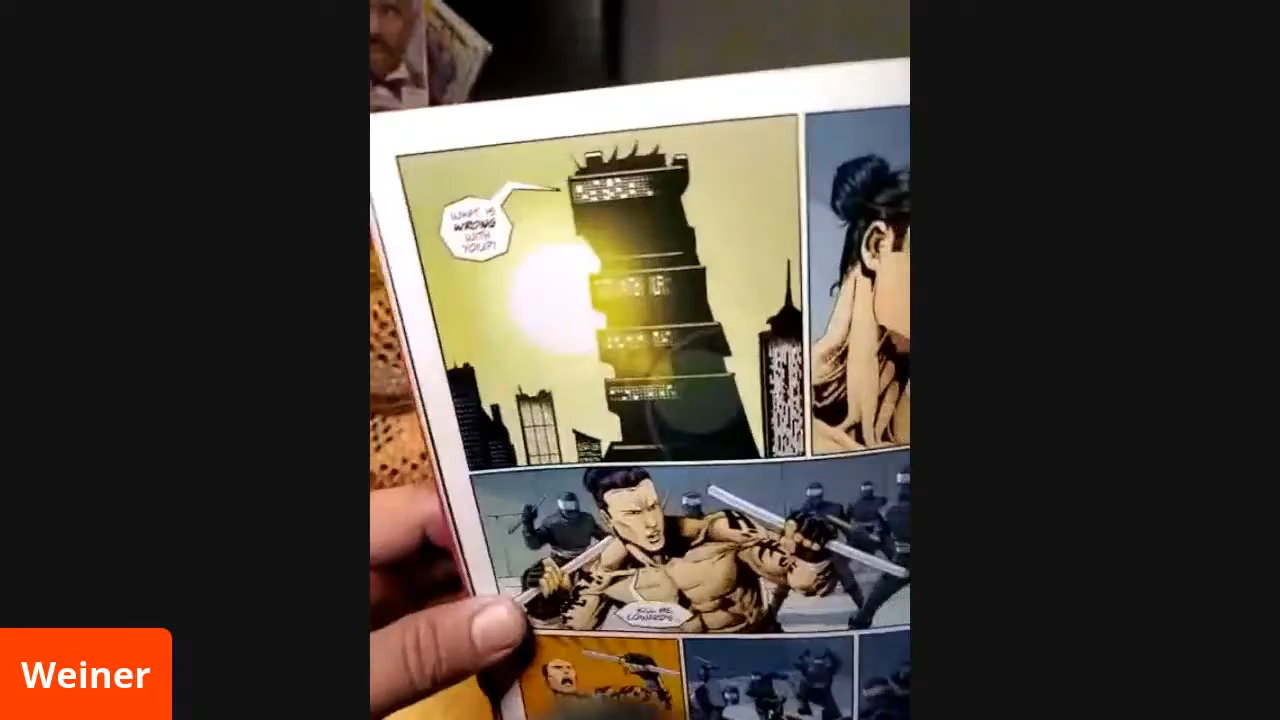 WHAT IS
WRONG
WITH
YOU?!
KILL ME,
COWARDS
Weiner